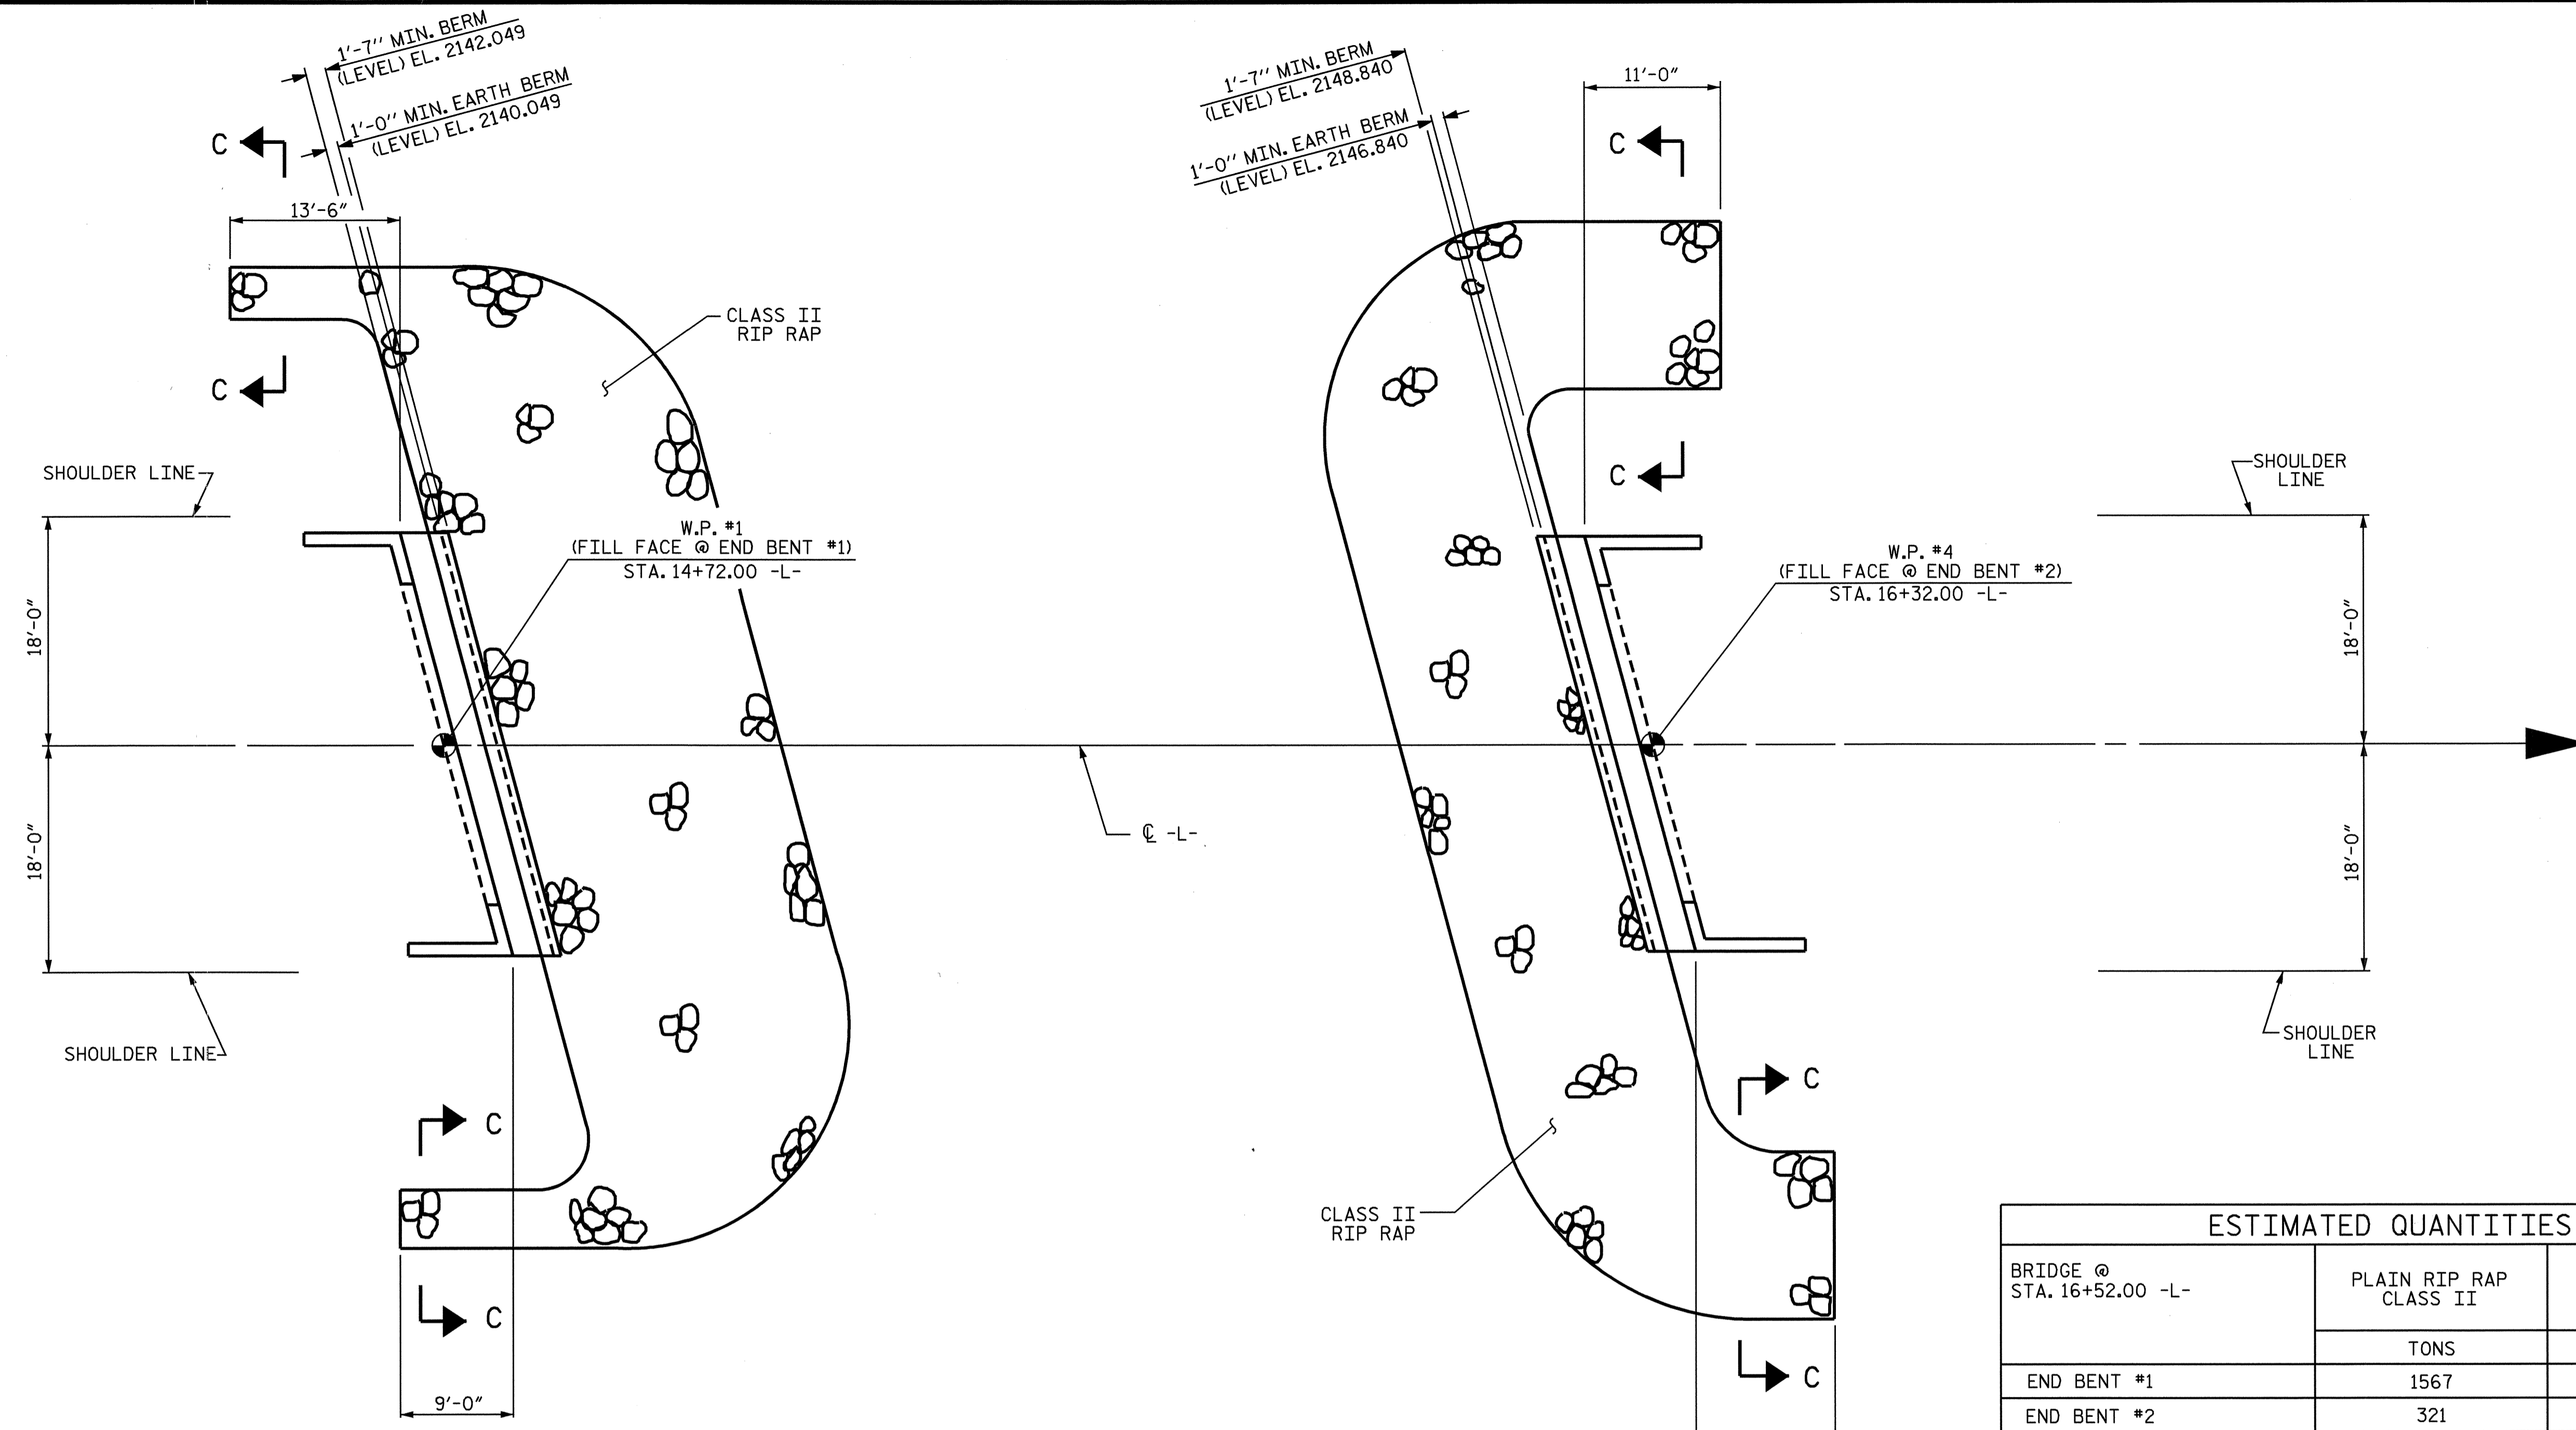 1'-7" MIN. BERM
(LEVEL) EL. 2142.049
1'-0" MIN. EARTH BERM
(LEVEL) EL. 2140.049
1'-7" MIN. BERM
(LEVEL) EL. 2148.840
1'-0" MIN. EARTH BERM
(LEVEL) EL. 2146.840
11'-0"
C
C
13'-6"
CLASS II
RIP RAP
C
C
SHOULDER LINE
SHOULDER
LINE
W.P. #1
(FILL FACE @ END BENT #1)
STA. 14+72.00 -L-
W.P. #4
(FILL FACE @ END BENT #2)
STA. 16+32.00 -L-
18'-0"
18'-0"
℄ -L-
18'-0"
18'-0"
SHOULDER LINE
SHOULDER
LINE
C
C
CLASS II
RIP RAP
C
C
9'-0"
ESTIMATED QUANTITIES
BRIDGE @
STA. 16+52.00 -L-
PLAIN RIP RAP
CLASS II
TONS
END BENT #1
1567
END BENT #2
321